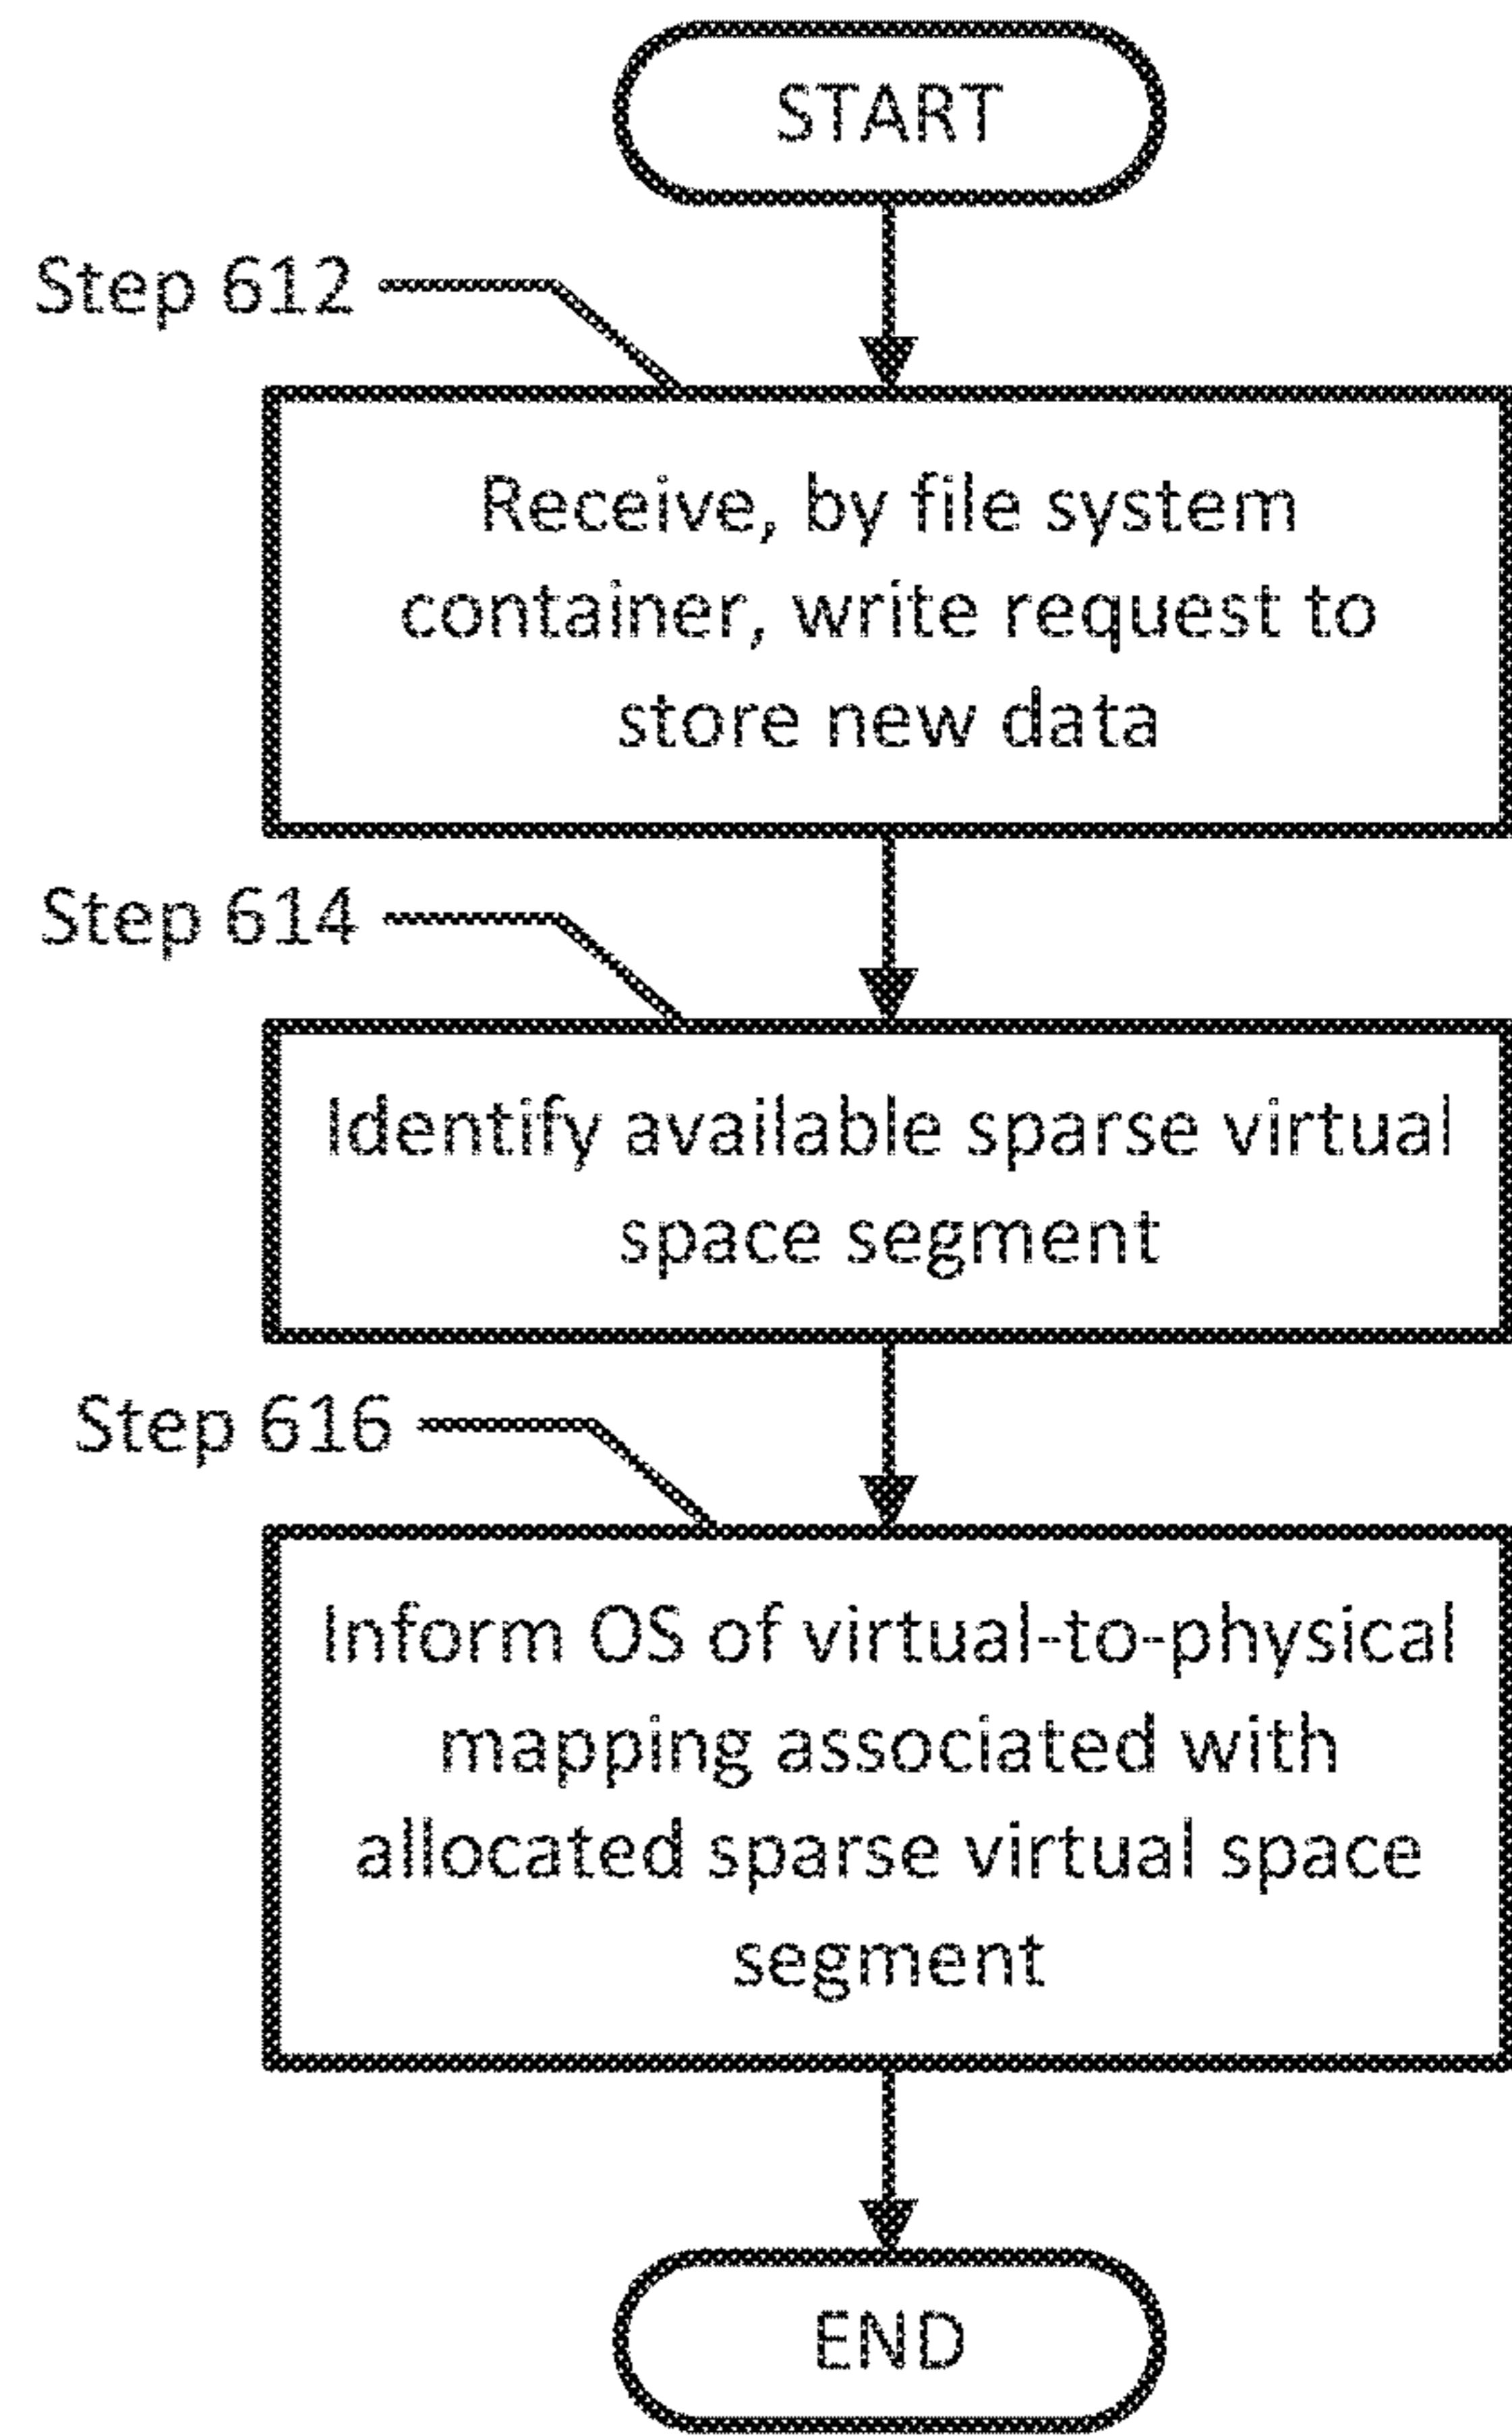 START
Step 612
Receive, by file system
container, write request to
store new data
Step 614
Identify available sparse virtual
space segment
Step 616
Inform OS of virtual-to-physical
mapping associated with
allocated sparse virtual space
segment
END